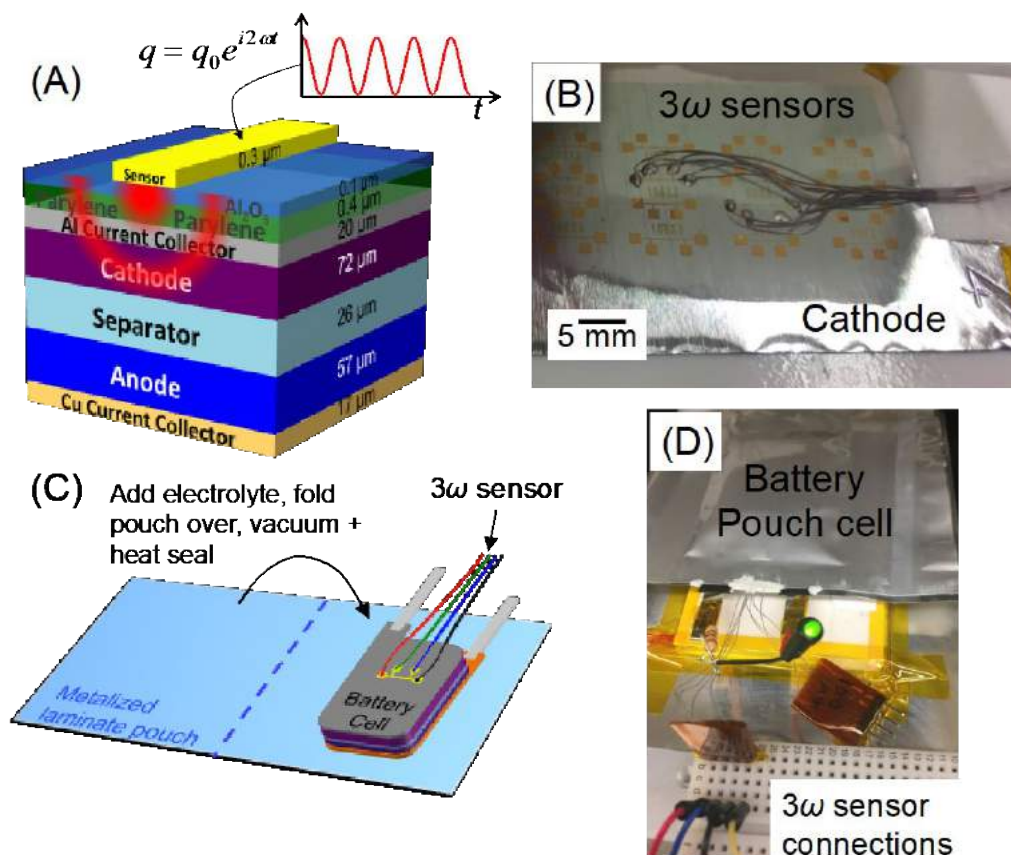 (A)
q = q₀e^{i2ωt}
t
Sensor
0.3 μm
0.1 μm
Al₂O₃
Parylene
Parylene
0.4 μm
Al Current Collector
20 μm
Cathode
72 μm
Separator
26 μm
Anode
57 μm
Cu Current Collector
17 μm
(B)
3ω sensors
5 mm
Cathode
(C)
Add electrolyte, fold
pouch over, vacuum +
heat seal
3ω sensor
Metalized
laminate pouch
Battery
Cell
(D)
Battery
Pouch cell
3ω sensor
connections